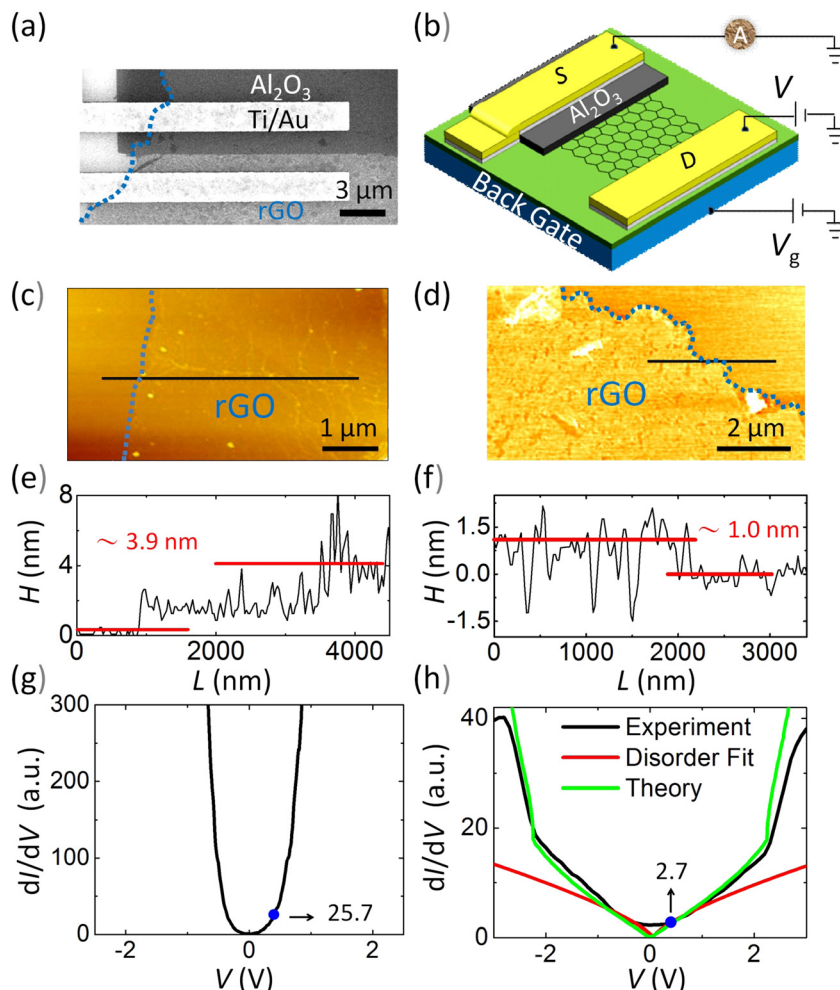 (a)
Al₂O₃
Ti/Au
3 μm
rGO
(b)
A
S
Al₂O₃
D
V
Back Gate
V_g
(c)
rGO
1 μm
(d)
rGO
2 μm
(e)
8
4
0
H (nm)
~ 3.9 nm
0 2000 4000
L (nm)
(f)
1.5
0.0
-1.5
H (nm)
~ 1.0 nm
0 1000 2000 3000
L (nm)
(g)
300
200
100
0
dI/dV (a.u.)
25.7
-2 0 2
V (V)
(h)
40
20
0
dI/dV (a.u.)
Experiment
Disorder Fit
Theory
2.7
-2 0 2
V (V)